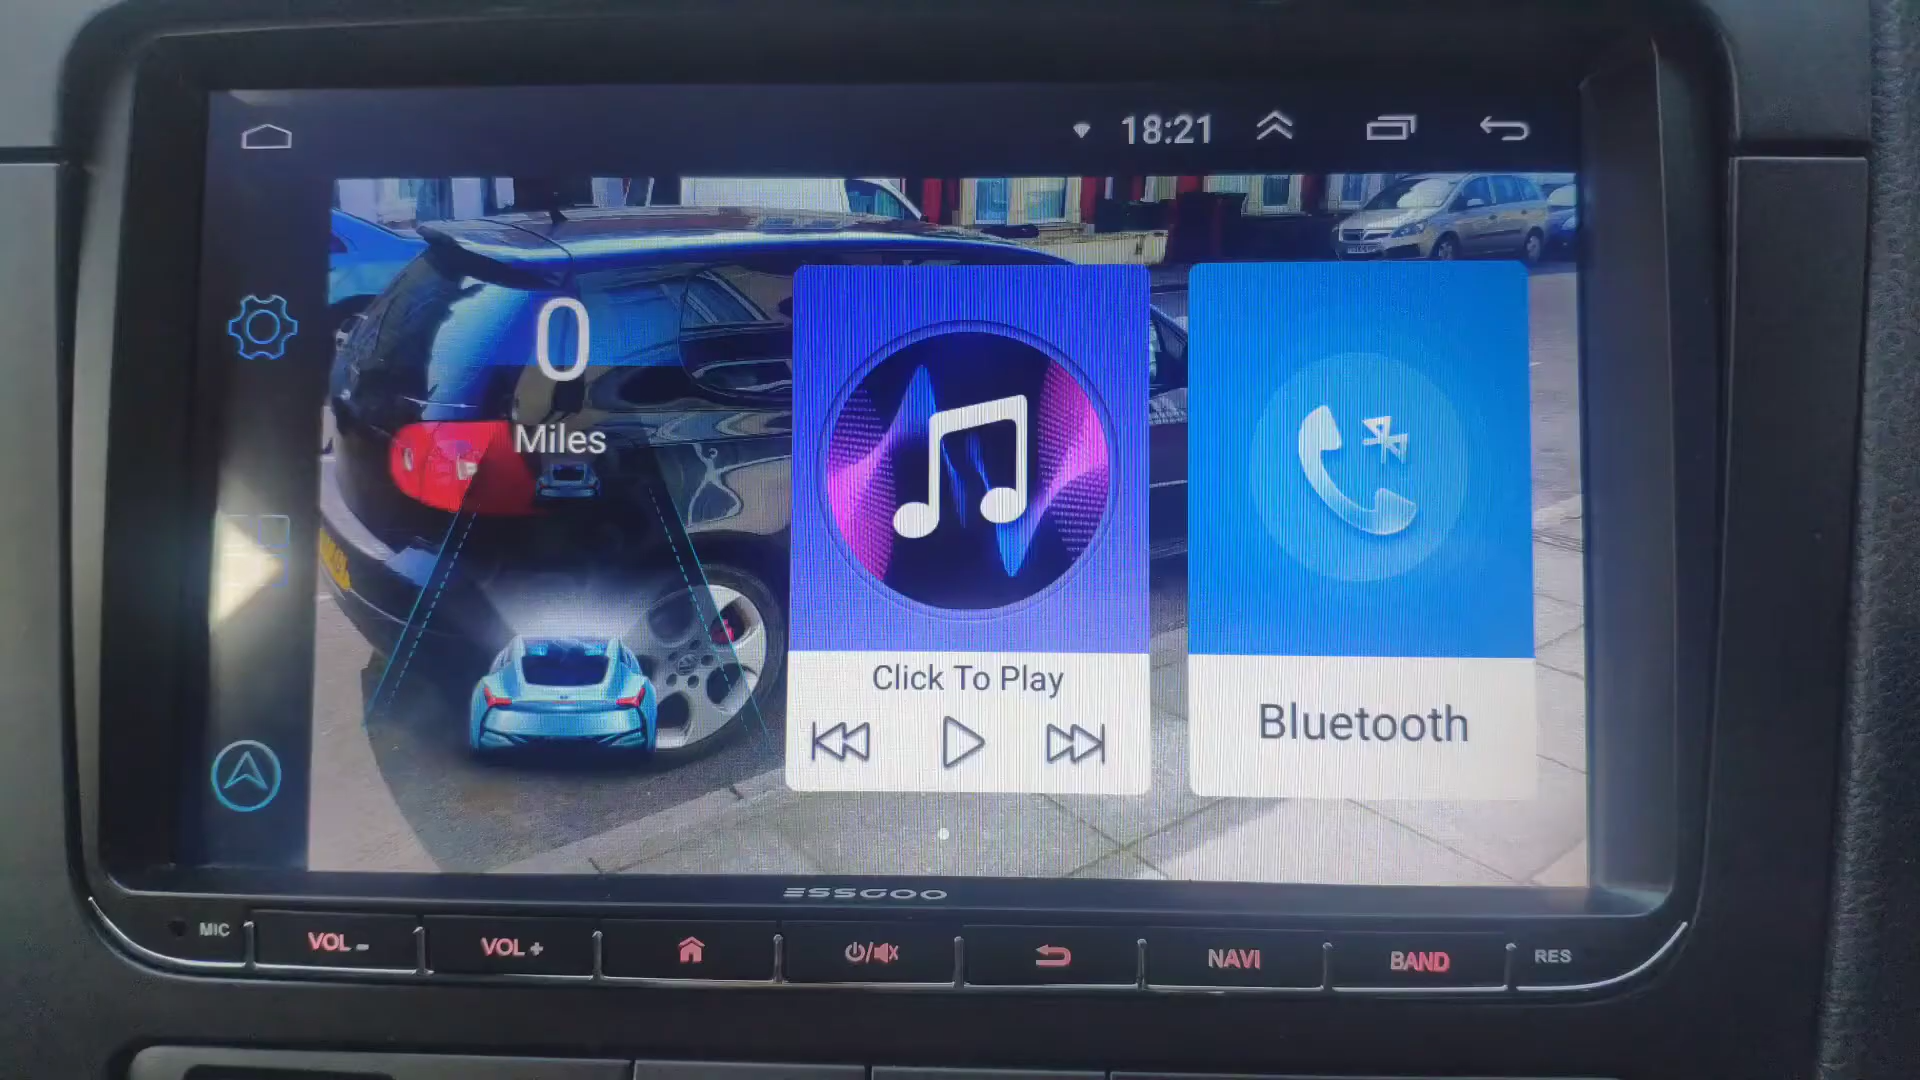 18:21
0
Miles
Click To Play
Bluetooth
ESSGOO
MIC
VOL -
VOL +
NAVI
BAND
RES